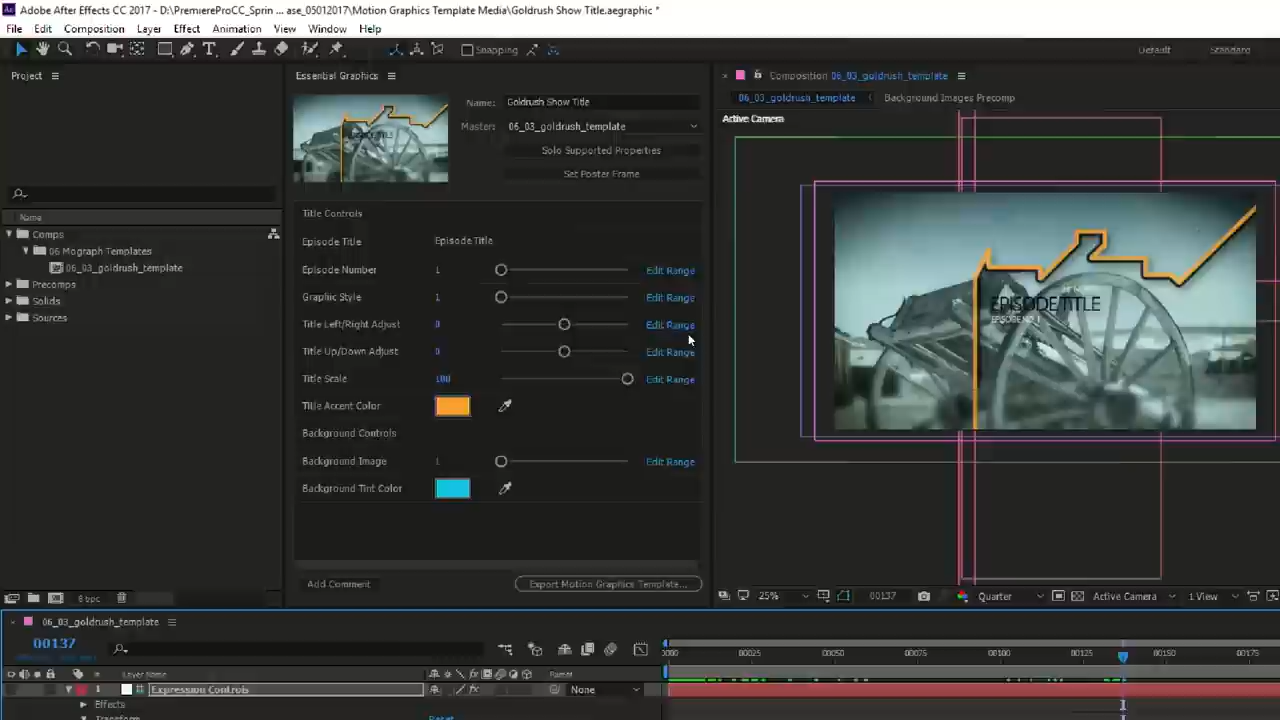 Adobe After Effects CC 2017 - D:\PremiereProCC_Sprin ... ase_05012017\Motion Graphics Template Media\Goldrush Show Title.aegraphic *
File Edit Composition Layer Effect Animation View Window Help
Snapping Default Standard
Project Essential Graphics Composition 06_03_goldrush_template
06_03_goldrush_template Background Images Precomp
Name: Goldrush Show Title
Active Camera
Master: 06_03_goldrush_template
Solo Supported Properties
Set Poster Frame
Name
Comps
06 Mograph Templates
06_03_goldrush_template
Precomps
Solids
Sources
Title Controls
Episode Title Episode Title
Episode Number 1 Edit Range
Graphic Style 1 Edit Range
Title Left/Right Adjust 0 Edit Range
Title Up/Down Adjust 0 Edit Range
Title Scale 100 Edit Range
Title Accent Color
Background Controls
Background Image 1 Edit Range
Background Tint Color
EPISODE TITLE
EPISODE NO. 1
Add Comment Export Motion Graphics Template...
8 bpc 25% 00137 Quarter Active Camera 1 View
06_03_goldrush_template
00137
0000 00025 00050 00075 00100 00125 00150 00175
# Layer Name Parent
1 Expression Controls None
Effects
Transform Reset